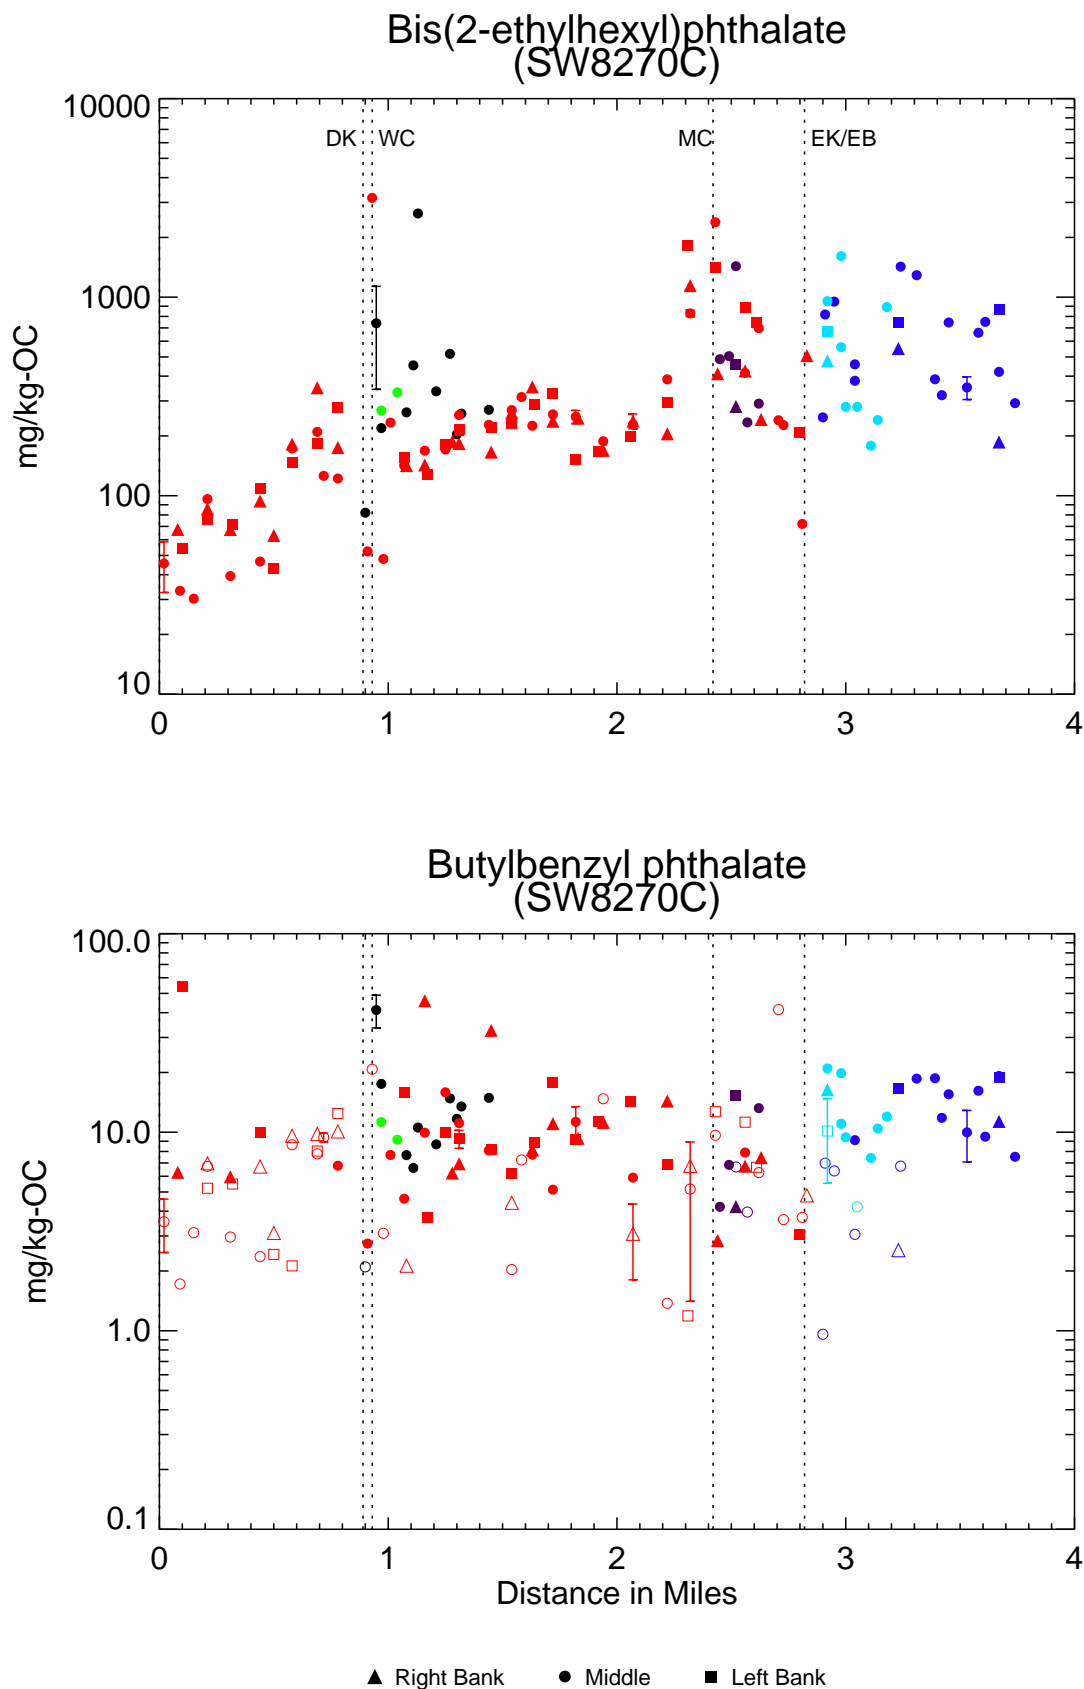 Bis(2-ethylhexyl)phthalate
(SW8270C)
10000
1000
100
10
mg/kg-OC
DK
WC
MC
EK/EB
0 1 2 3 4
Butylbenzyl phthalate
(SW8270C)
100.0
10.0
1.0
0.1
mg/kg-OC
0 1 2 3 4
Distance in Miles
Right Bank Middle Left Bank